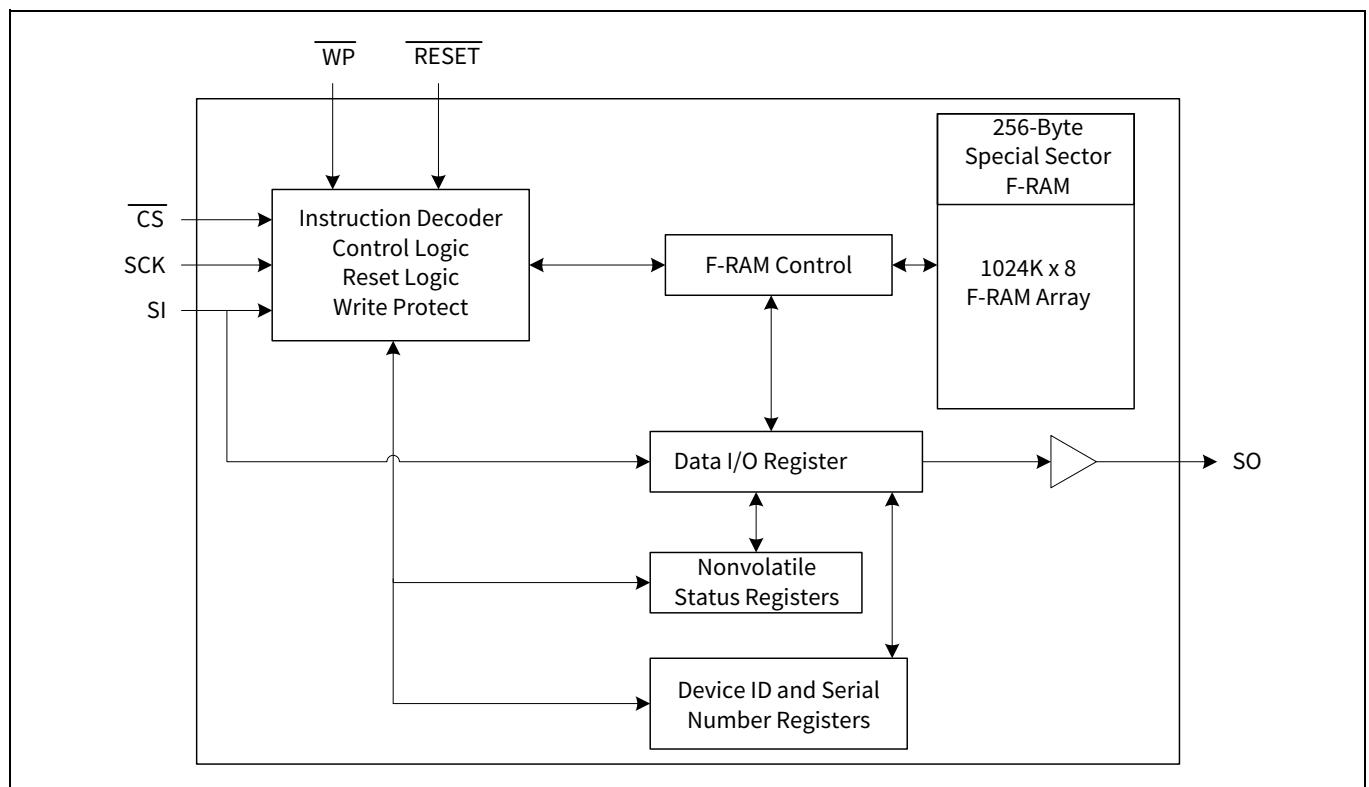 WP
RESET
256-Byte
Special Sector
F-RAM
CS
SCK
SI
Instruction Decoder
Control Logic
Reset Logic
Write Protect
F-RAM Control
1024K x 8
F-RAM Array
Data I/O Register
SO
Nonvolatile
Status Registers
Device ID and Serial
Number Registers